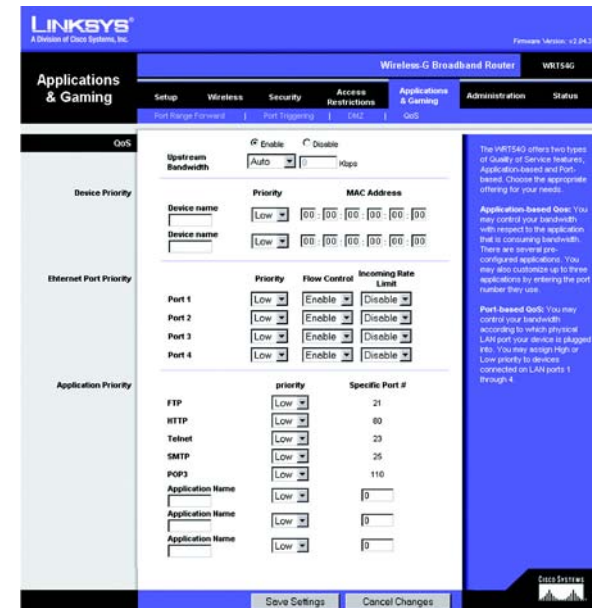 LINKSYS®
A Division of Cisco Systems, Inc.
Firmware Version: v2.04.3
Wireless-G Broadband Router WRT54G
Applications & Gaming
Setup Wireless Security Access Restrictions Applications & Gaming Administration Status
Port Range Forward | Port Triggering | DMZ | QoS
QoS
Enable Disable
Upstream Bandwidth Auto 0 Kbps
Device Priority
Priority MAC Address
Device name Low 00 : 00 : 00 : 00 : 00 : 00
Device name Low 00 : 00 : 00 : 00 : 00 : 00
Ehternet Port Priority
Priority Flow Control Incoming Rate Limit
Port 1 Low Enable Disable
Port 2 Low Enable Disable
Port 3 Low Enable Disable
Port 4 Low Enable Disable
Application Priority
priority Specific Port #
FTP Low 21
HTTP Low 80
Telnet Low 23
SMTP Low 25
POP3 Low 110
Application Name Low 0
Application Name Low 0
Application Name Low 0
Save Settings Cancel Changes
The WRT54G offers two types
of Quality of Service features,
Application-based and Port-
based. Choose the appropriate
offering for your needs.
Application-based Qos: You
may control your bandwidth
with respect to the application
that is consuming bandwidth.
There are several pre-
configured applications. You
may also customize up to three
applications by entering the port
number they use.
Port-based QoS: You may
control your bandwidth
according to which physical
LAN port your device is plugged
into. You may assign High or
Low priority to devices
connected on LAN ports 1
through 4.
CISCO SYSTEMS